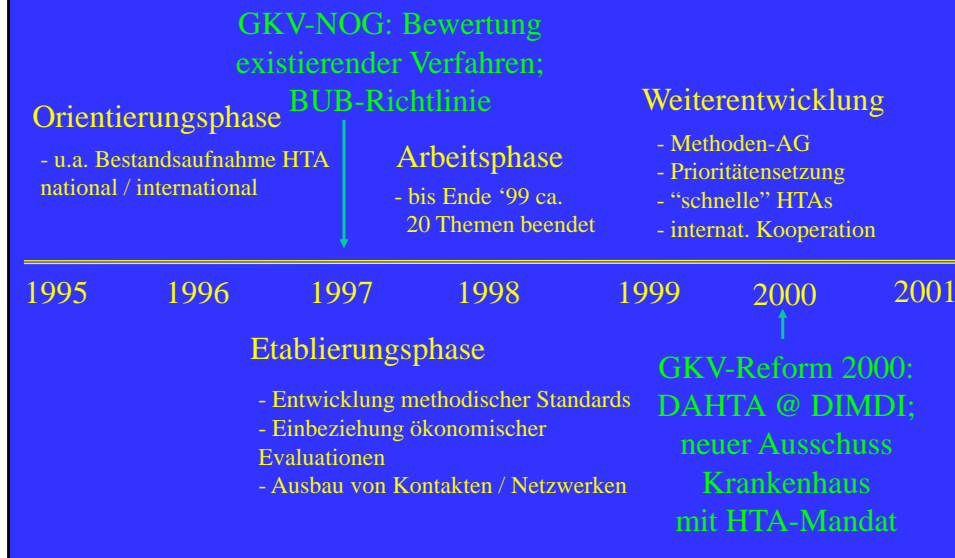 GKV-NOG: Bewertung
existierender Verfahren;
BUB-Richtlinie
Orientierungsphase
- u.a. Bestandsaufnahme HTA
national / international
Arbeitsphase
- bis Ende ‘99 ca.
20 Themen beendet
Weiterentwicklung
- Methoden-AG
- Prioritätensetzung
- “schnelle” HTAs
- internat. Kooperation
1995 1996 1997 1998 1999 2000 2001
Etablierungsphase
- Entwicklung methodischer Standards
- Einbeziehung ökonomischer
Evaluationen
- Ausbau von Kontakten / Netzwerken
GKV-Reform 2000:
DAHTA @ DIMDI;
neuer Ausschuss
Krankenhaus
mit HTA-Mandat